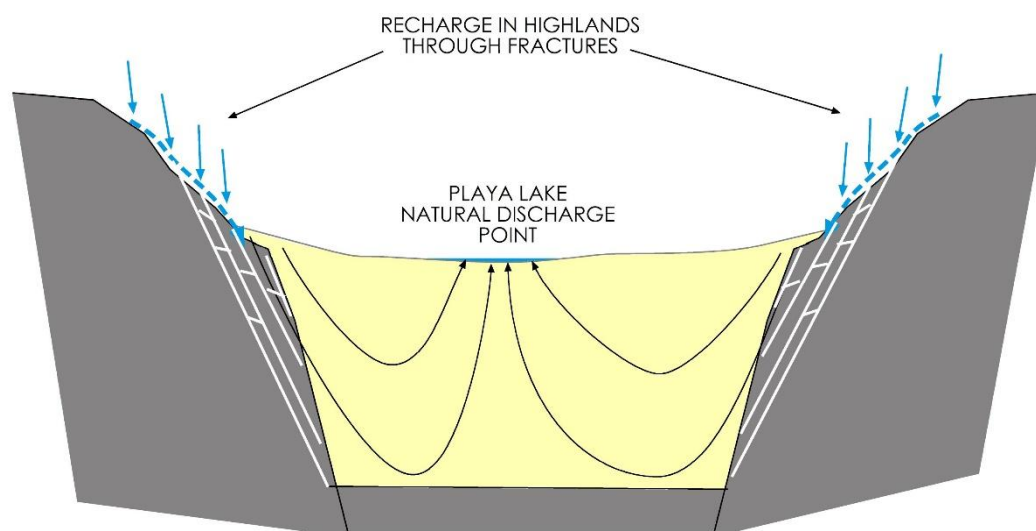 RECHARGE IN HIGHLANDS
THROUGH FRACTURES
PLAYA LAKE
NATURAL DISCHARGE
POINT